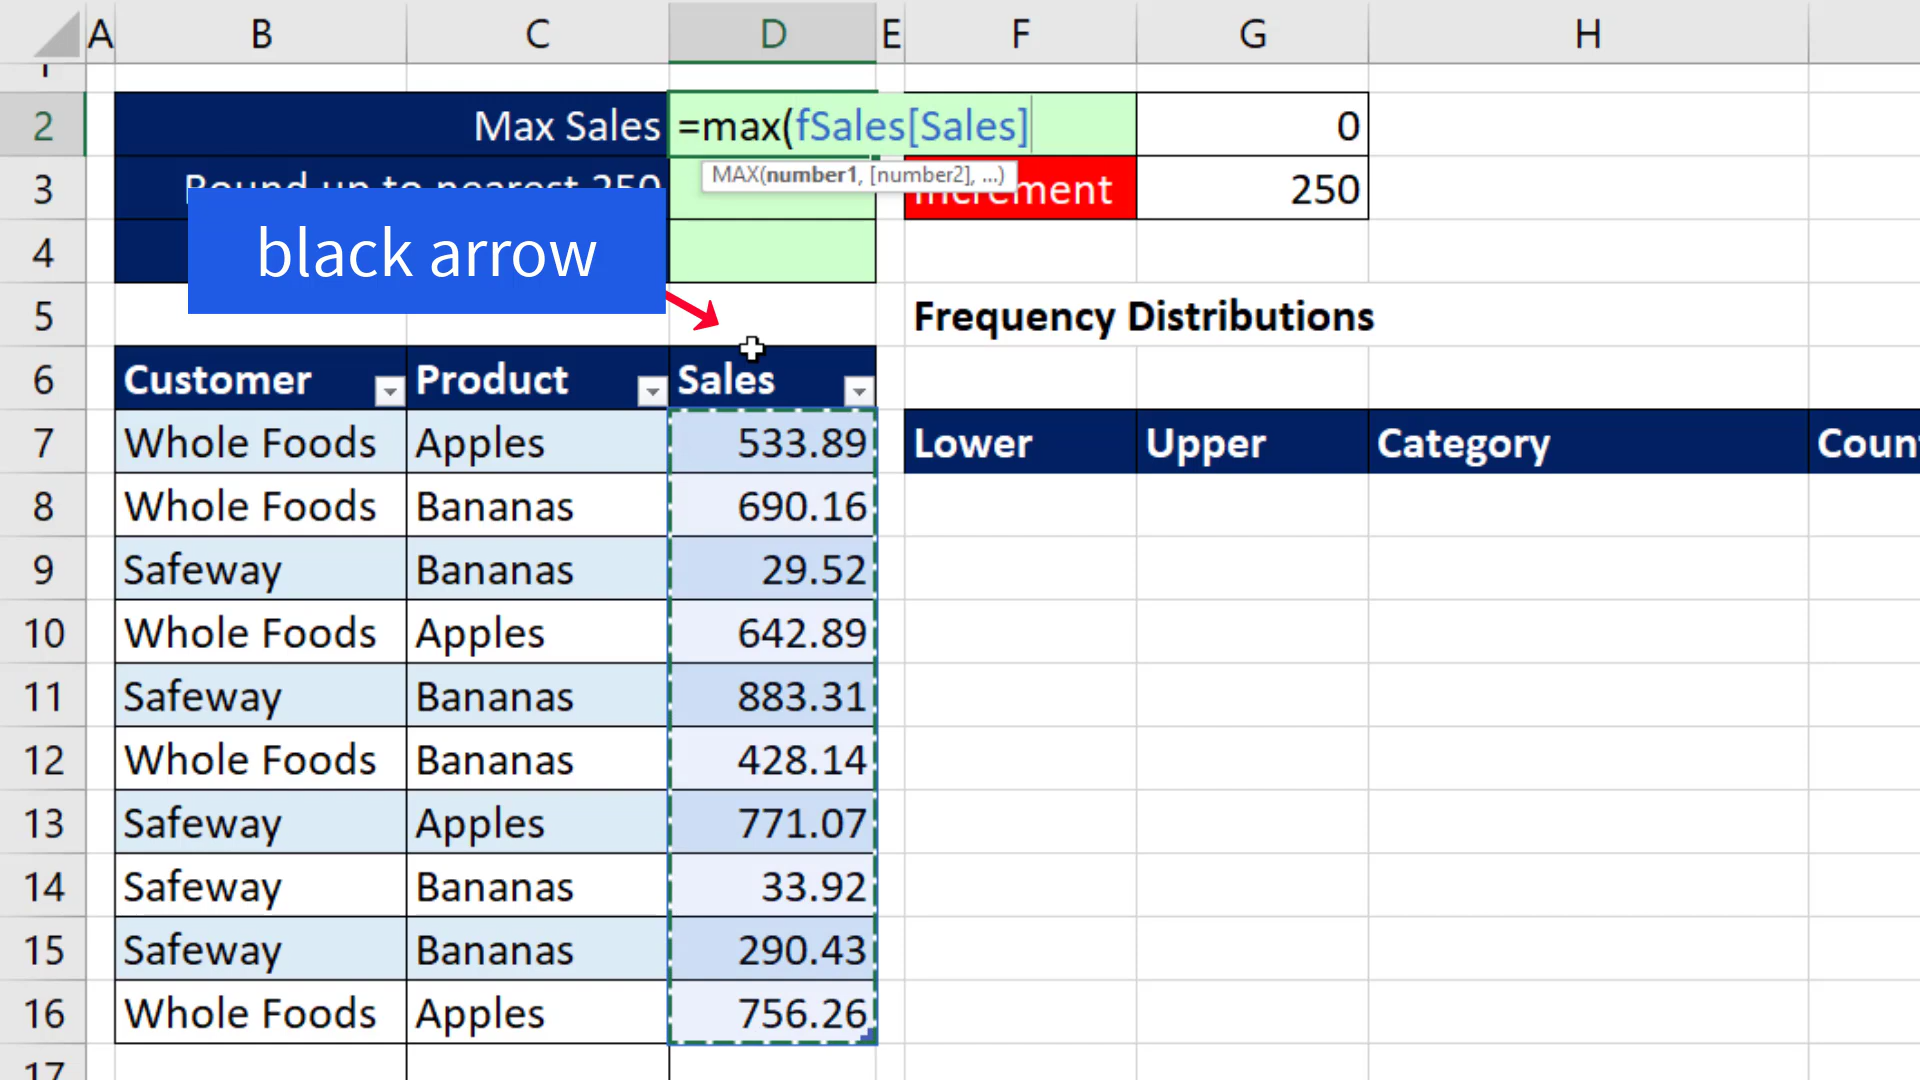 A B C D E F G H
1
2 Max Sales =max(fSales[Sales] 0
MAX(number1, [number2], ...)
3 Round up to nearest 250 Increment 250
black arrow
4
5 Frequency Distributions
6 Customer Product Sales
7 Whole Foods Apples 533.89 Lower Upper Category Coun
8 Whole Foods Bananas 690.16
9 Safeway Bananas 29.52
10 Whole Foods Apples 642.89
11 Safeway Bananas 883.31
12 Whole Foods Bananas 428.14
13 Safeway Apples 771.07
14 Safeway Bananas 33.92
15 Safeway Bananas 290.43
16 Whole Foods Apples 756.26
17